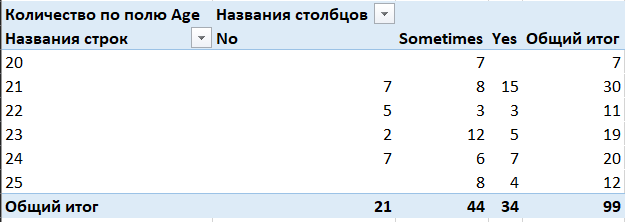 Количество по полю Age Названия столбцов
Названия строк No Sometimes Yes Общий итог
20 7 7
21 7 8 15 30
22 5 3 3 11
23 2 12 5 19
24 7 6 7 20
25 8 4 12
Общий итог 21 44 34 99